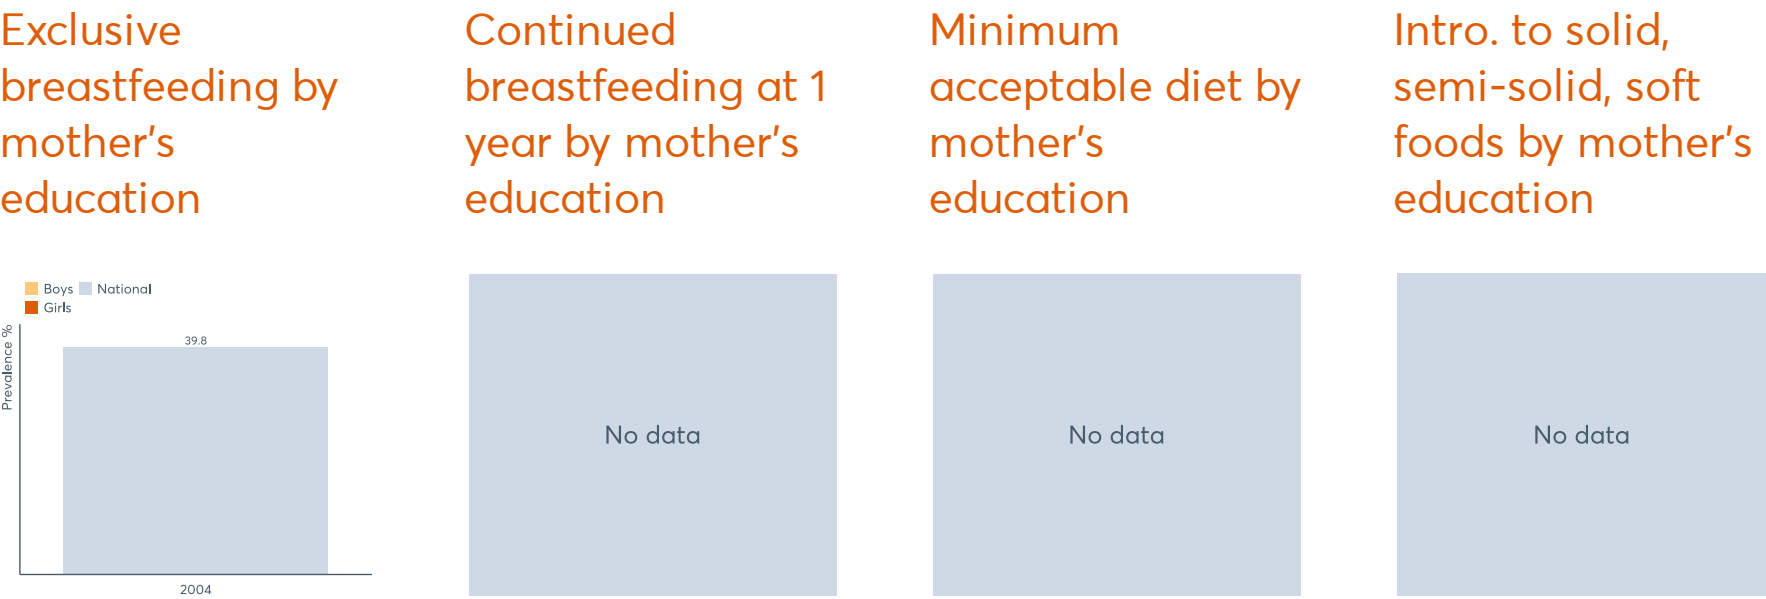 Exclusive
breastfeeding by
mother's
education
Continued
breastfeeding at 1
year by mother's
education
Minimum
acceptable diet by
mother's
education
Intro. to solid,
semi-solid, soft
foods by mother's
education
Boys National
Girls
Prevalence %
39.8
2004
No data
No data
No data